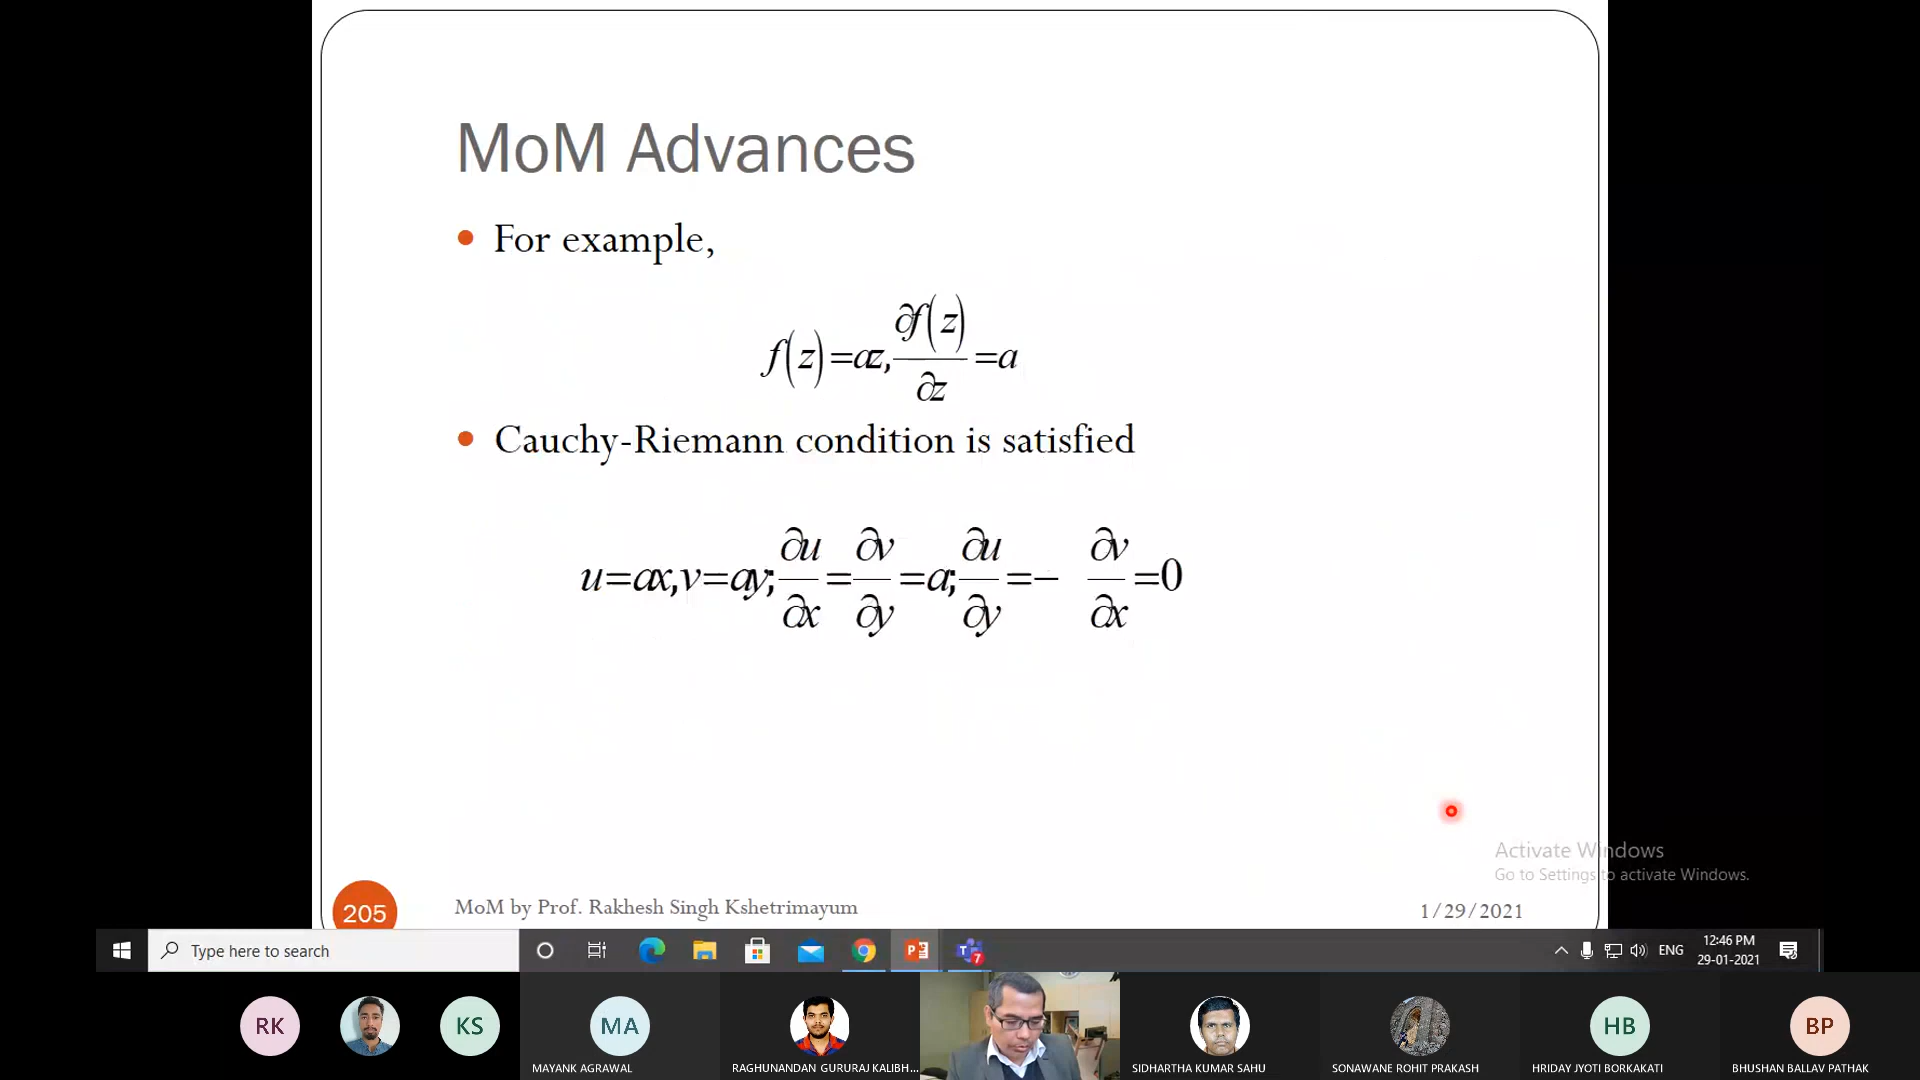 MoM Advances
For example,
f(z)=az, ∂f(z)/∂z =a
Cauchy-Riemann condition is satisfied
u=ax,v=ay; ∂u/∂x = ∂v/∂y =a; ∂u/∂y =− ∂v/∂x =0
Activate Windows
Go to Settings to activate Windows.
205
MoM by Prof. Rakhesh Singh Kshetrimayum
1/29/2021
Type here to search
7
ENG
12:46 PM
29-01-2021
RK
KS
MA
HB
BP
MAYANK AGRAWAL
RAGHUNANDAN GURURAJ KALIBH...
SIDHARTHA KUMAR SAHU
SONAWANE ROHIT PRAKASH
HRIDAY JYOTI BORKAKATI
BHUSHAN BALLAV PATHAK